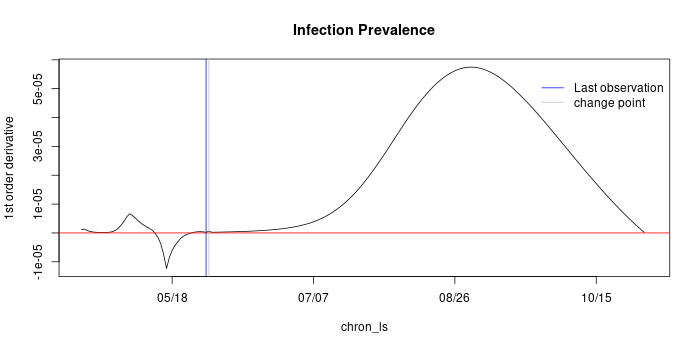 Infection Prevalence
1st order derivative
5e-05
3e-05
1e-05
-1e-05
Last observation
change point
05/18
07/07
08/26
10/15
chron_ls